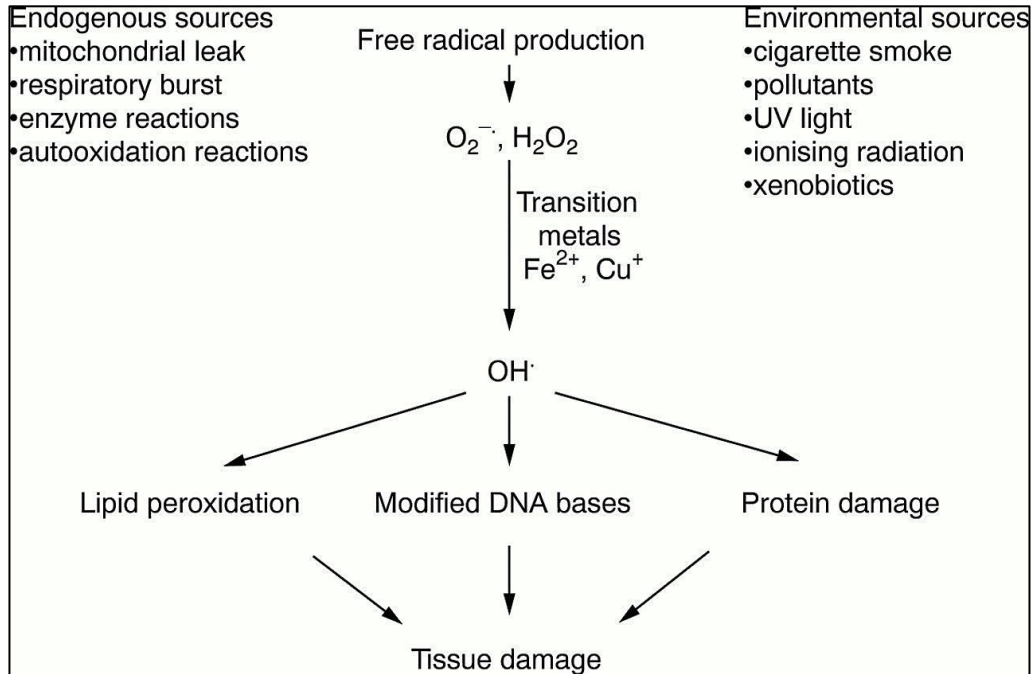 Endogenous sources
•mitochondrial leak
•respiratory burst
•enzyme reactions
•autooxidation reactions
Free radical production
Environmental sources
•cigarette smoke
•pollutants
•UV light
•ionising radiation
•xenobiotics
O₂⁻·, H₂O₂
Transition
metals
Fe²⁺, Cu⁺
OH·
Lipid peroxidation
Modified DNA bases
Protein damage
Tissue damage